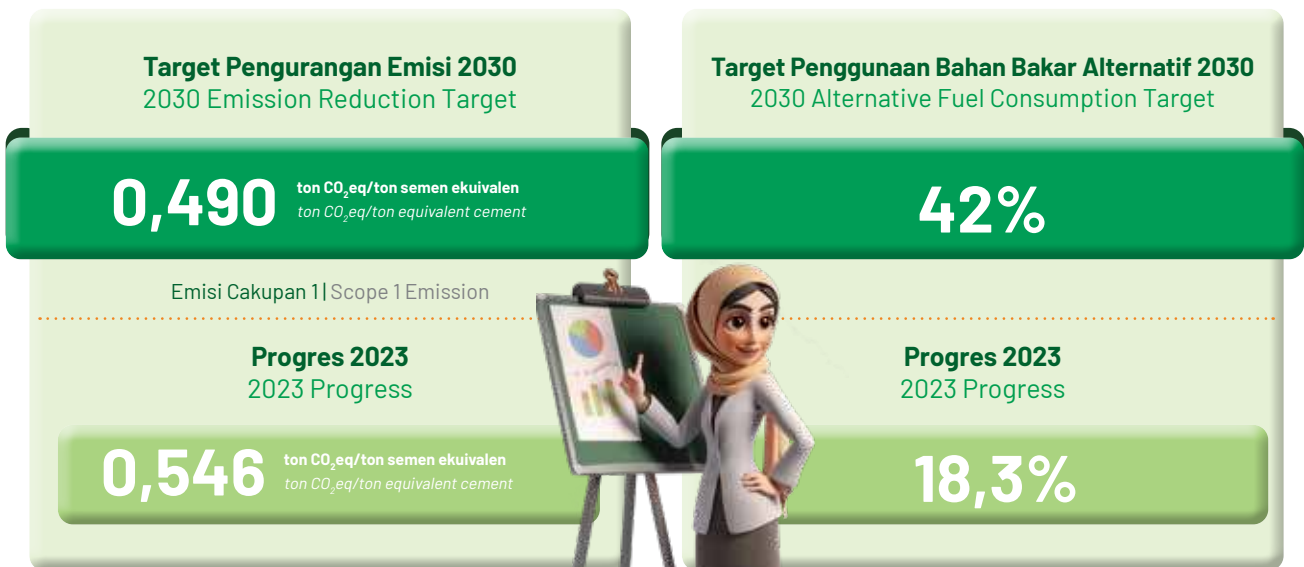 Target Pengurangan Emisi 2030
2030 Emission Reduction Target
0,490
ton CO₂eq/ton semen ekuivalen
ton CO₂eq/ton equivalent cement
Emisi Cakupan 1 | Scope 1 Emission
Progres 2023
2023 Progress
0,546
ton CO₂eq/ton semen ekuivalen
ton CO₂eq/ton equivalent cement
Target Penggunaan Bahan Bakar Alternatif 2030
2030 Alternative Fuel Consumption Target
42%
Progres 2023
2023 Progress
18,3%